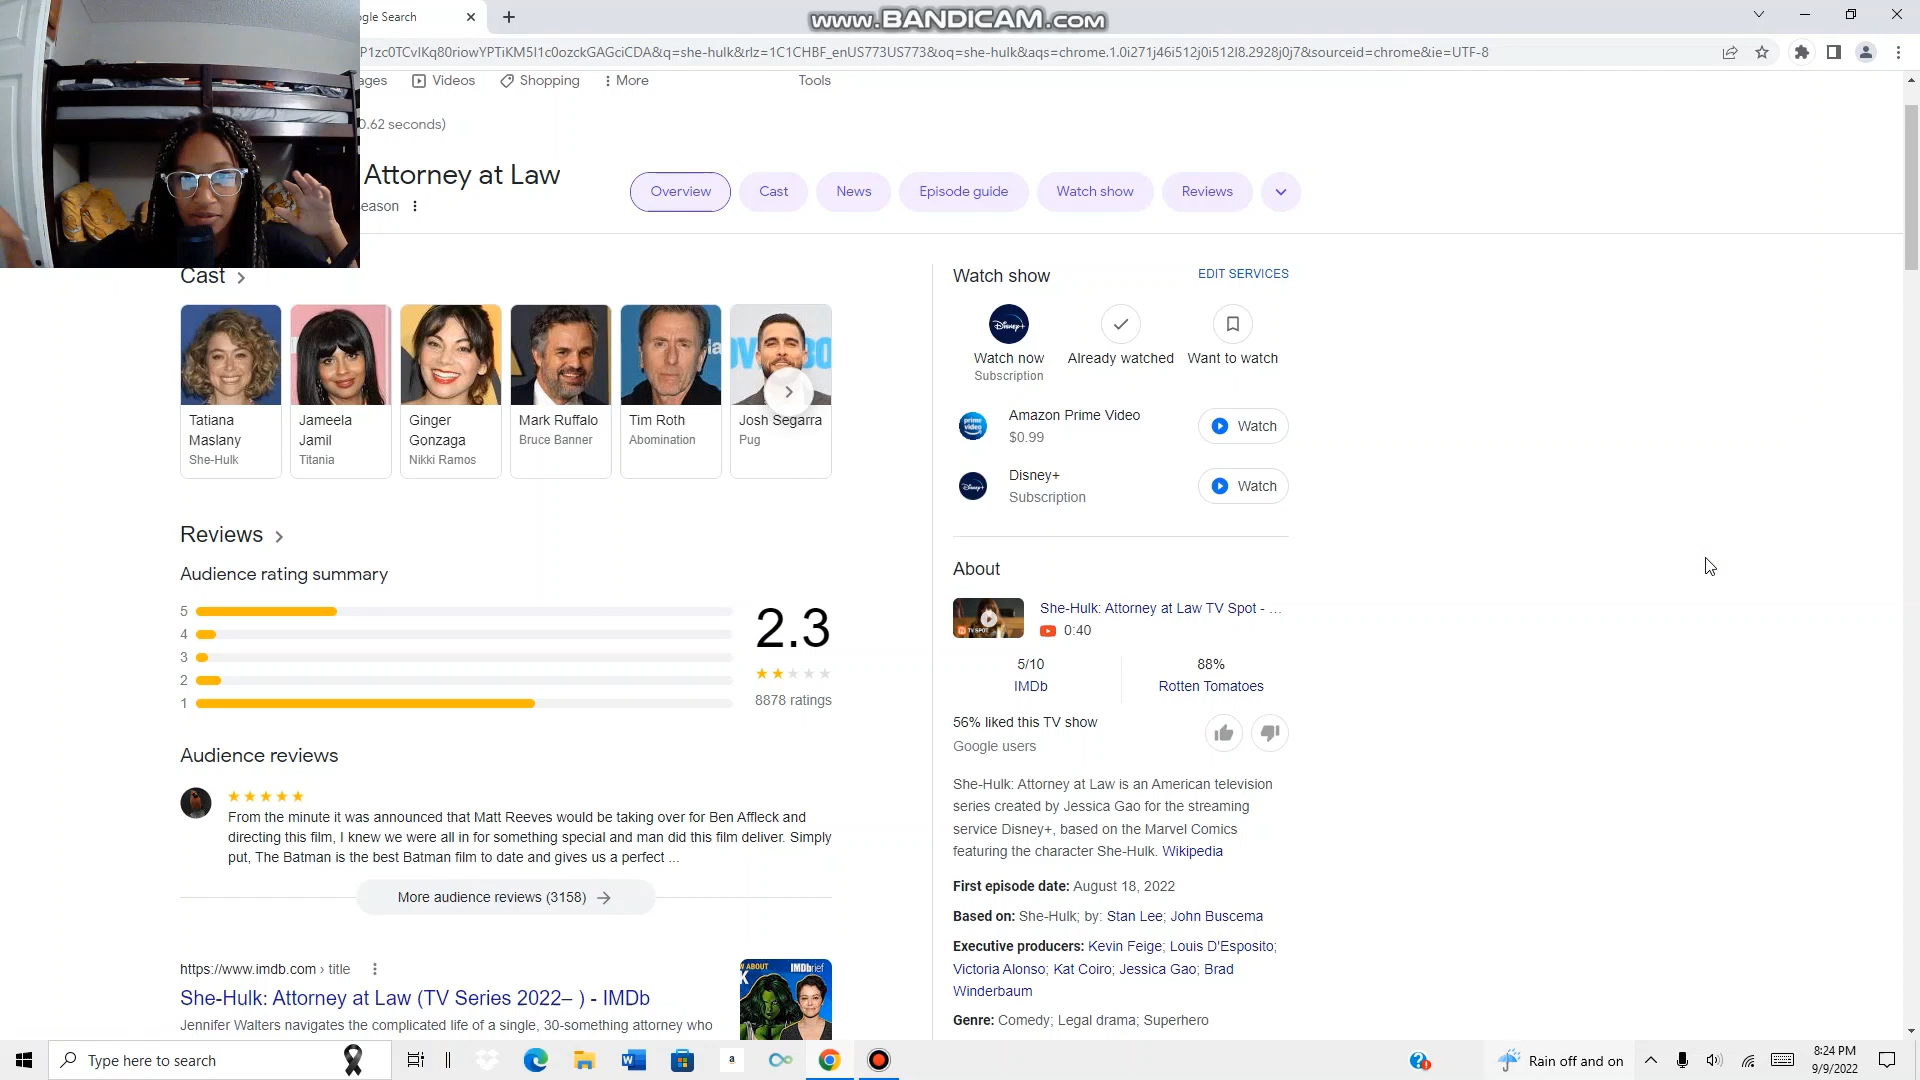 www.BANDICAM.com
gle Search
P1zc0TCvIKq80riowYPTiKM5I1c0ozckGAGciCDA&q=she-hulk&rlz=1C1CHBF_enUS773US773&oq=she-hulk&aqs=chrome.1.0i271j46i512j0i512l8.2928j0j7&sourceid=chrome&ie=UTF-8
ages Videos Shopping More Tools
0.62 seconds)
Attorney at Law
eason
Overview Cast News Episode guide Watch show Reviews
Cast
Tatiana Maslany
She-Hulk
Jameela Jamil
Titania
Ginger Gonzaga
Nikki Ramos
Mark Ruffalo
Bruce Banner
Tim Roth
Abomination
Josh Segarra
Pug
Reviews
Audience rating summary
5
4
3
2
1
2.3
8878 ratings
Audience reviews
From the minute it was announced that Matt Reeves would be taking over for Ben Affleck and
directing this film, I knew we were all in for something special and man did this film deliver. Simply
put, The Batman is the best Batman film to date and gives us a perfect ...
More audience reviews (3158)
https://www.imdb.com › title
She-Hulk: Attorney at Law (TV Series 2022– ) - IMDb
Jennifer Walters navigates the complicated life of a single, 30-something attorney who
W ABOUT
IMDbrief
K
Watch show
EDIT SERVICES
Disney+
Watch now
Subscription
Already watched
Want to watch
prime video
Amazon Prime Video
$0.99
Watch
Disney+
Disney+
Subscription
Watch
About
TV SPOT
She-Hulk: Attorney at Law TV Spot - ...
0:40
5/10
IMDb
88%
Rotten Tomatoes
56% liked this TV show
Google users
She-Hulk: Attorney at Law is an American television
series created by Jessica Gao for the streaming
service Disney+, based on the Marvel Comics
featuring the character She-Hulk. Wikipedia
First episode date: August 18, 2022
Based on: She-Hulk; by: Stan Lee; John Buscema
Executive producers: Kevin Feige; Louis D'Esposito;
Victoria Alonso; Kat Coiro; Jessica Gao; Brad
Winderbaum
Genre: Comedy; Legal drama; Superhero
Type here to search
W
a
Rain off and on
8:24 PM
9/9/2022